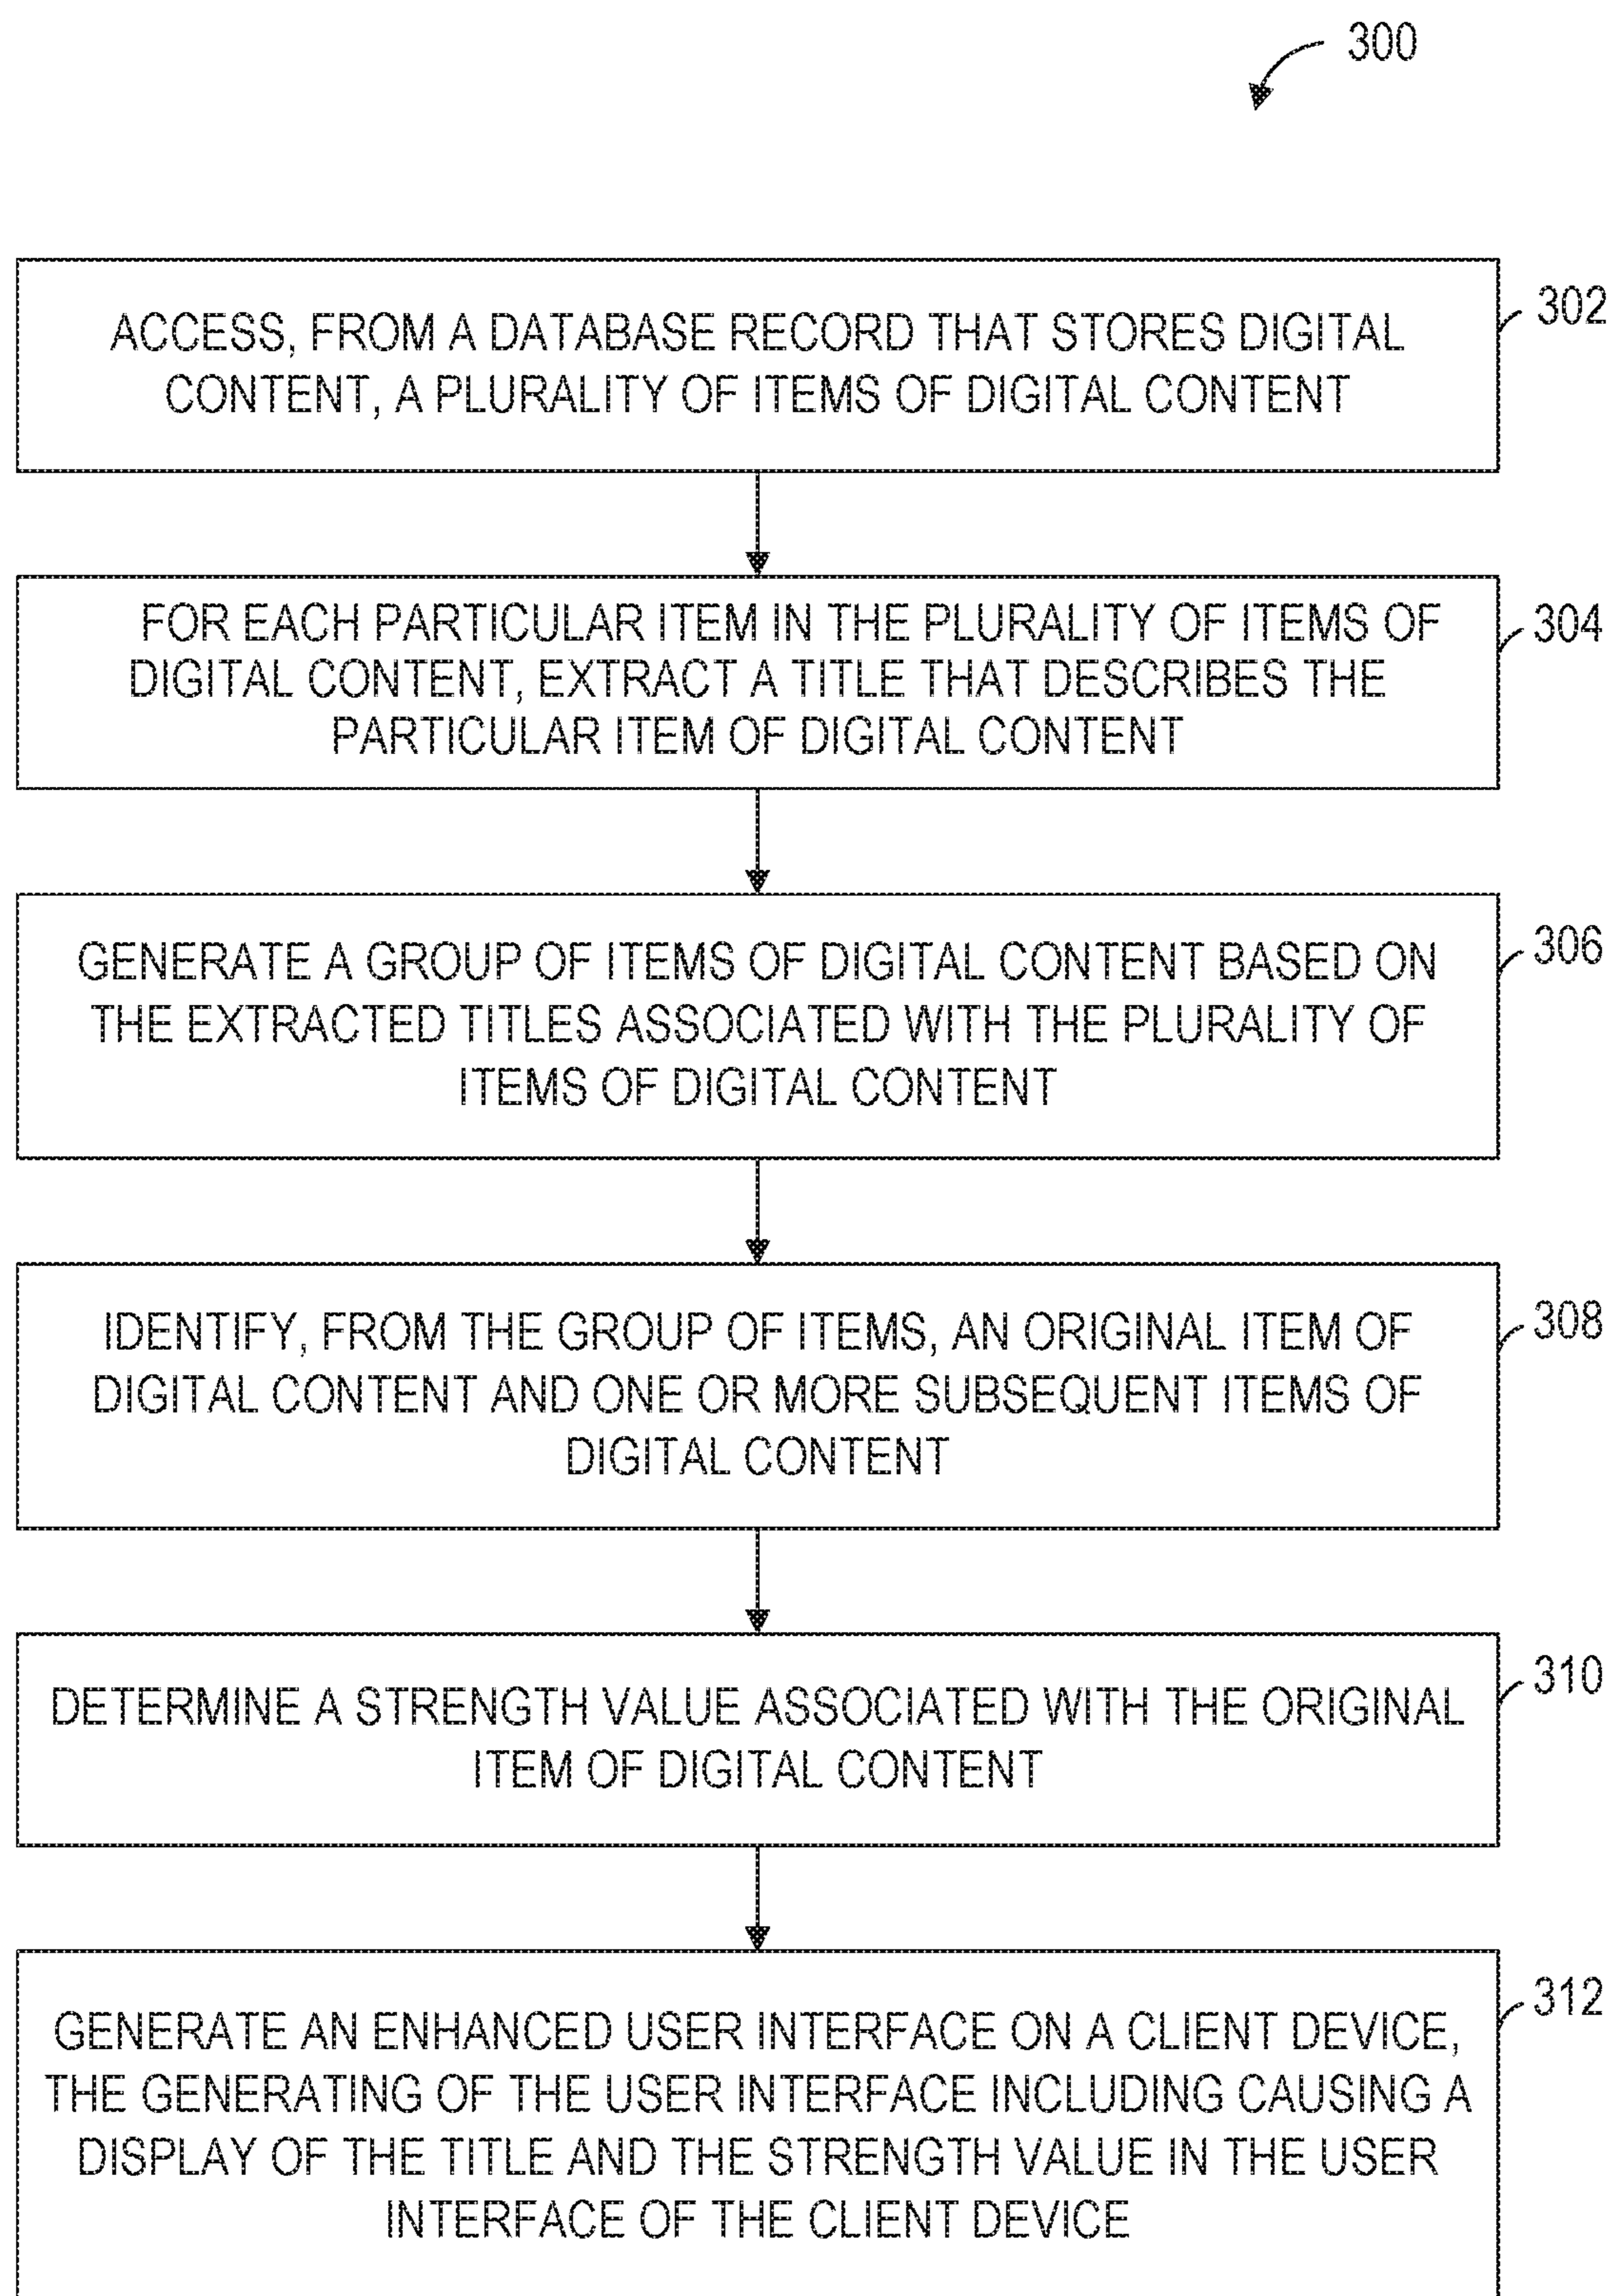 300
302
ACCESS, FROM A DATABASE RECORD THAT STORES DIGITAL
CONTENT, A PLURALITY OF ITEMS OF DIGITAL CONTENT
304
FOR EACH PARTICULAR ITEM IN THE PLURALITY OF ITEMS OF
DIGITAL CONTENT, EXTRACT A TITLE THAT DESCRIBES THE
PARTICULAR ITEM OF DIGITAL CONTENT
306
GENERATE A GROUP OF ITEMS OF DIGITAL CONTENT BASED ON
THE EXTRACTED TITLES ASSOCIATED WITH THE PLURALITY OF
ITEMS OF DIGITAL CONTENT
308
IDENTIFY, FROM THE GROUP OF ITEMS, AN ORIGINAL ITEM OF
DIGITAL CONTENT AND ONE OR MORE SUBSEQUENT ITEMS OF
DIGITAL CONTENT
310
DETERMINE A STRENGTH VALUE ASSOCIATED WITH THE ORIGINAL
ITEM OF DIGITAL CONTENT
312
GENERATE AN ENHANCED USER INTERFACE ON A CLIENT DEVICE,
THE GENERATING OF THE USER INTERFACE INCLUDING CAUSING A
DISPLAY OF THE TITLE AND THE STRENGTH VALUE IN THE USER
INTERFACE OF THE CLIENT DEVICE